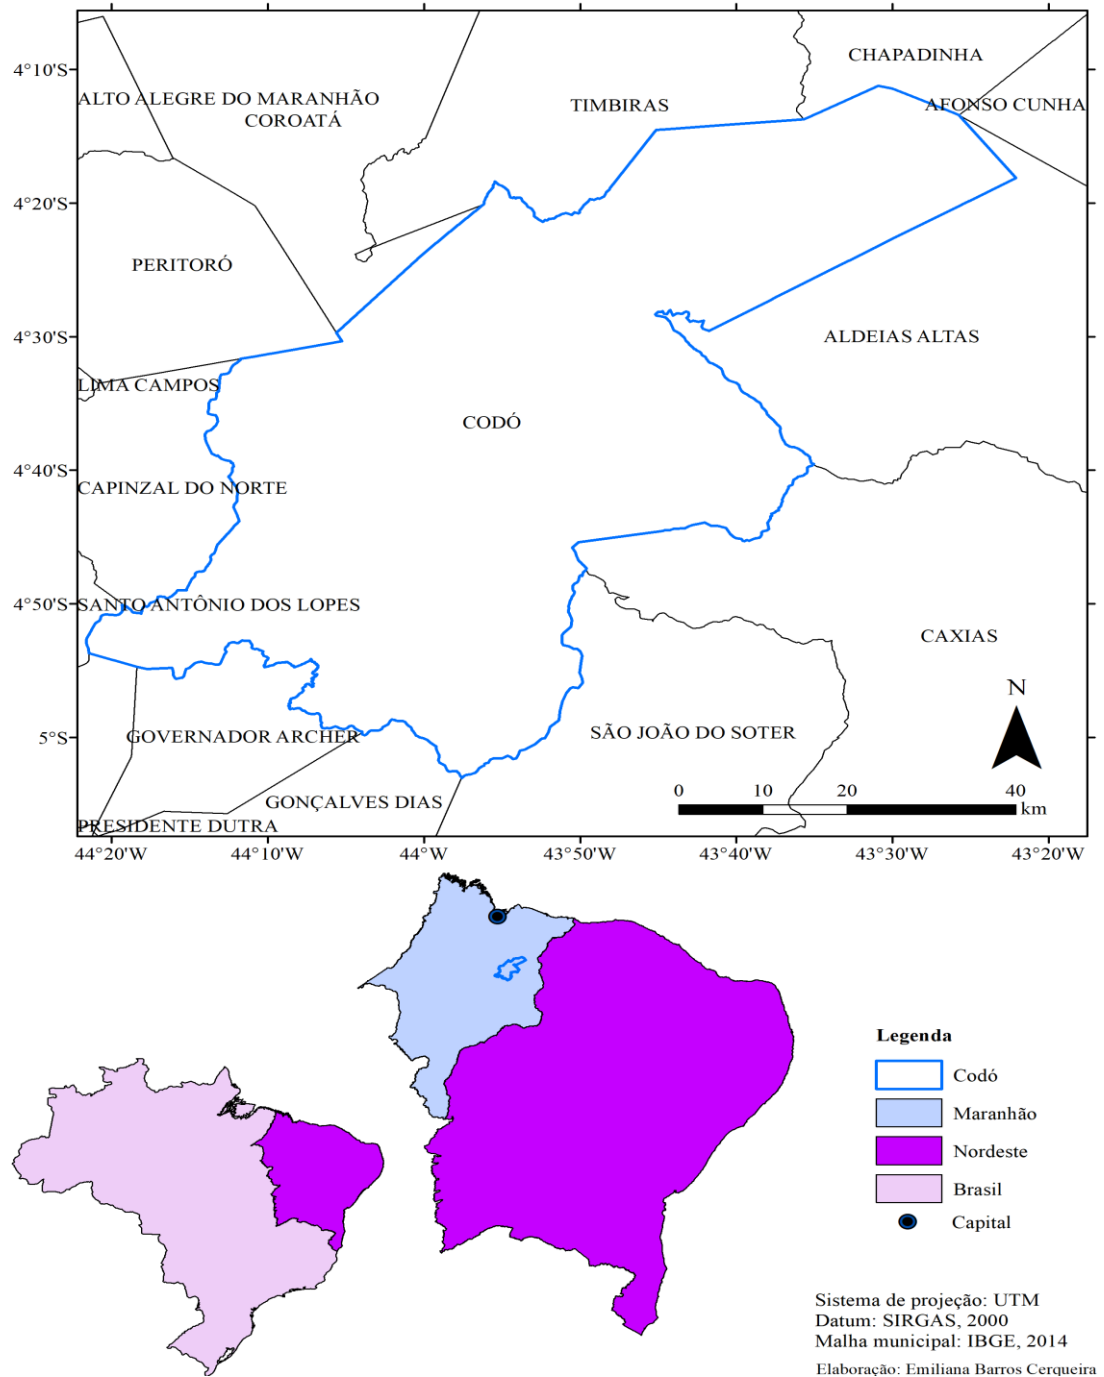 CHAPADINHA
4°10'S
ALTO ALEGRE DO MARANHÃO
TIMBIRAS
AFONSO CUNHA
COROATÁ
4°20'S
PERITORÓ
4°30'S
ALDEIAS ALTAS
LIMA CAMPOS
CODÓ
4°40'S
CAPINZAL DO NORTE
4°50'S
SANTO ANTÔNIO DOS LOPES
CAXIAS
N
5°S
GOVERNADOR ARCHER
SÃO JOÃO DO SOTER
GONÇALVES DIAS
0 10 20 40
km
PRESIDENTE DUTRA
44°20'W 44°10'W 44°W 43°50'W 43°40'W 43°30'W 43°20'W
Legenda
Codó
Maranhão
Nordeste
Brasil
Capital
Sistema de projeção: UTM
Datum: SIRGAS, 2000
Malha municipal: IBGE, 2014
Elaboração: Emiliana Barros Cerqueira